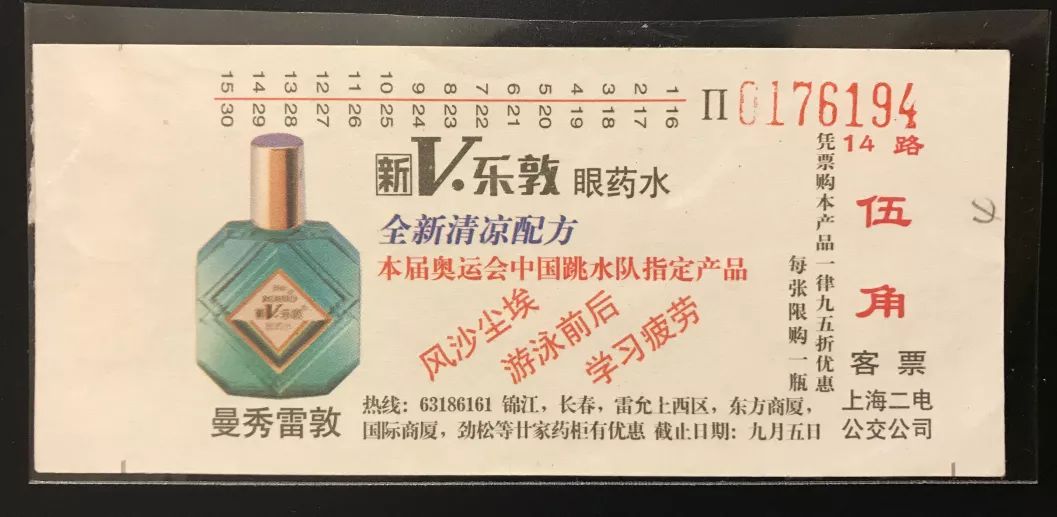 1 2 3 4 5 6 7 8 9 10 11 12 13 14 15
16 17 18 19 20 21 22 23 24 25 26 27 28 29 30
П0176194
14路
伍角
客票
上海二电
公交公司
凭票购本产品一律九五折优惠
每张限购一瓶
新V.乐敦 眼药水
全新清凉配方
本届奥运会中国跳水队指定产品
风沙尘埃
游泳前后
学习疲劳
新V.乐敦
曼秀雷敦
热线：63186161 锦江，长春，雷允上西区，东方商厦，
国际商厦，劲松等廿家药柜有优惠 截止日期：九月五日